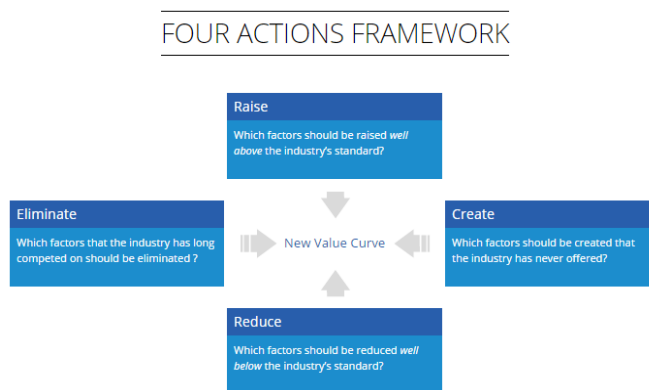 FOUR ACTIONS FRAMEWORK
Raise
Which factors should be raised well
above the industry's standard?
Eliminate
Which factors that the industry has long
competed on should be eliminated ?
New Value Curve
Create
Which factors should be created that
the industry has never offered?
Reduce
Which factors should be reduced well
below the industry's standard?